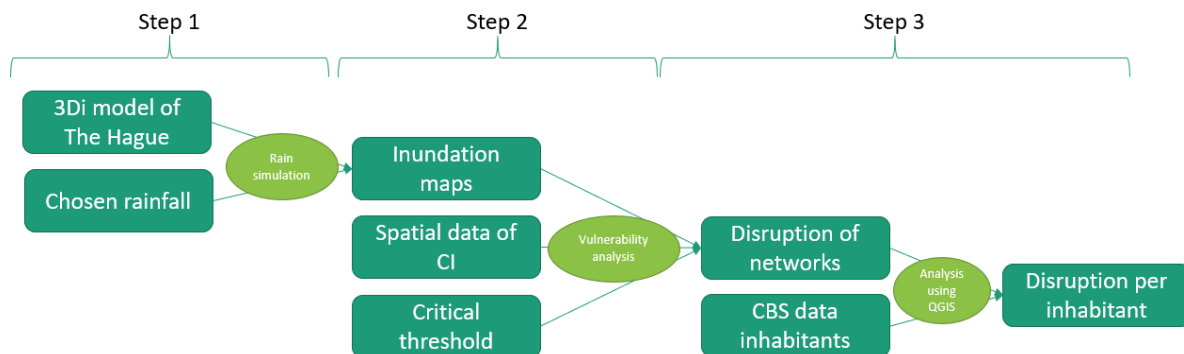 Step 1
Step 2
Step 3
3Di model of
The Hague
Chosen rainfall
Rain
simulation
Inundation
maps
Spatial data of
CI
Critical
threshold
Vulnerability
analysis
Disruption of
networks
CBS data
inhabitants
Analysis
using
QGIS
Disruption per
inhabitant